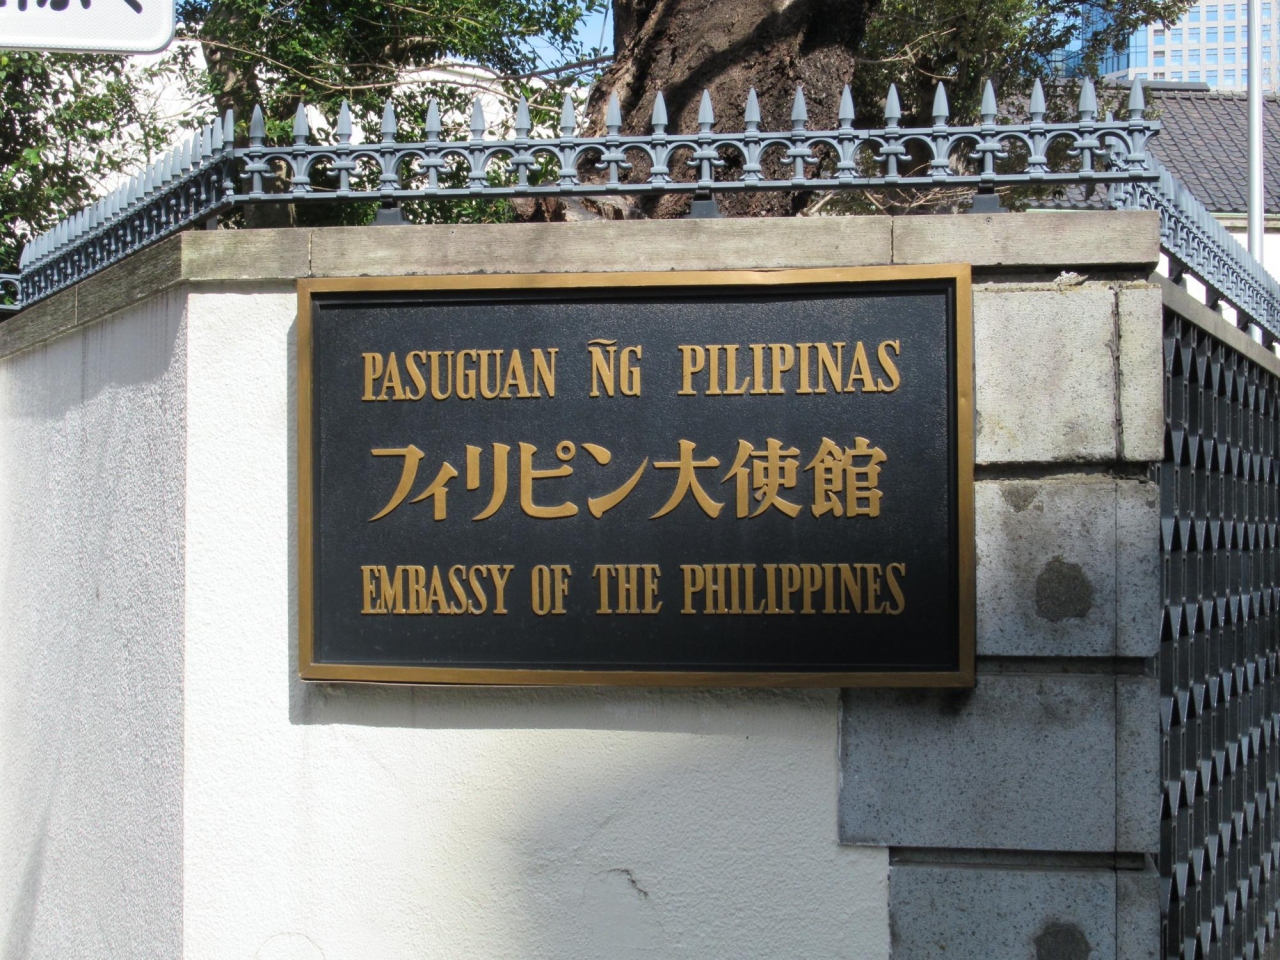 PASUGUAN ÑG PILIPINAS
フィリピン大使館
EMBASSY OF THE PHILIPPINES